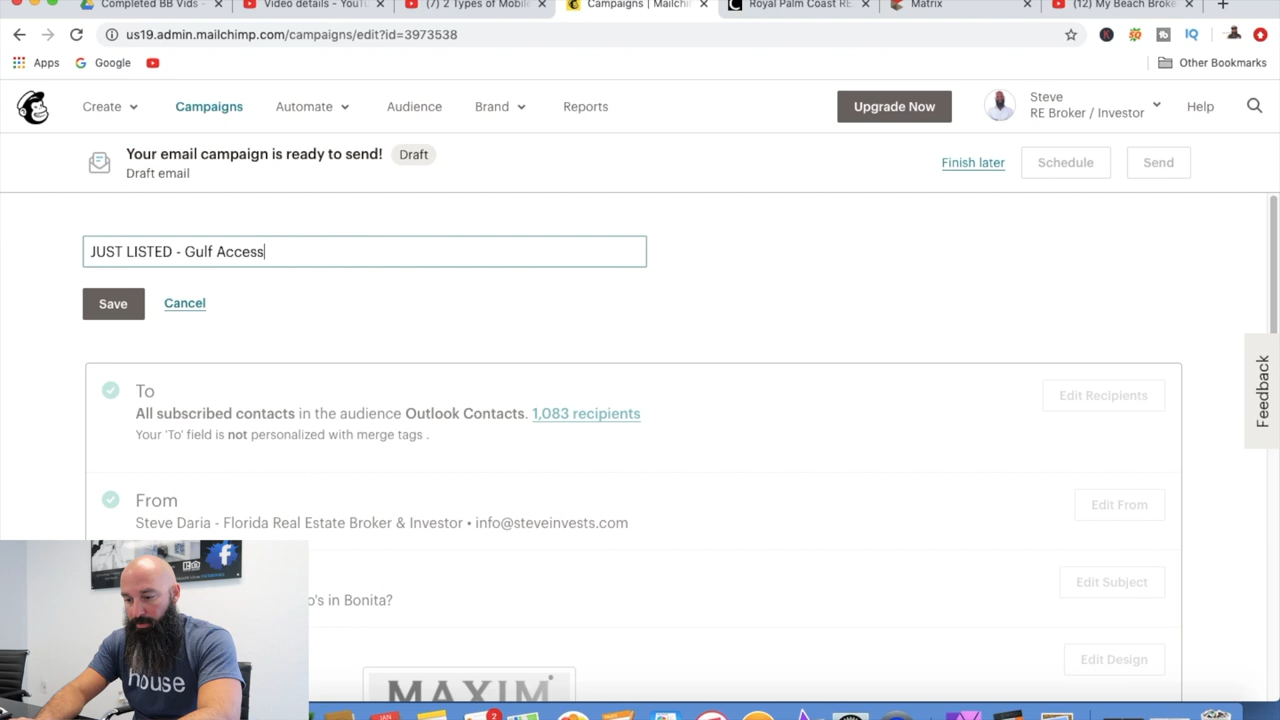 Completed BB Vids - Video details - YouTu (7) 2 Types of Mobile Campaigns | Mailchim Royal Palm Coast RE Matrix (12) My Beach Broke
us19.admin.mailchimp.com/campaigns/edit?id=3973538
Apps Google Other Bookmarks
Create Campaigns Automate Audience Brand Reports Upgrade Now Steve Help
RE Broker / Investor
Your email campaign is ready to send! Draft
Draft email
Finish later Schedule Send
JUST LISTED - Gulf Access
Save Cancel
Feedback
To
All subscribed contacts in the audience Outlook Contacts. 1,083 recipients
Your 'To' field is not personalized with merge tags .
Edit Recipients
From
Steve Daria - Florida Real Estate Broker & Investor • info@steveinvests.com
Edit From
Edit Subject
o's in Bonita?
Edit Design
MAXIM
house
JAN
2